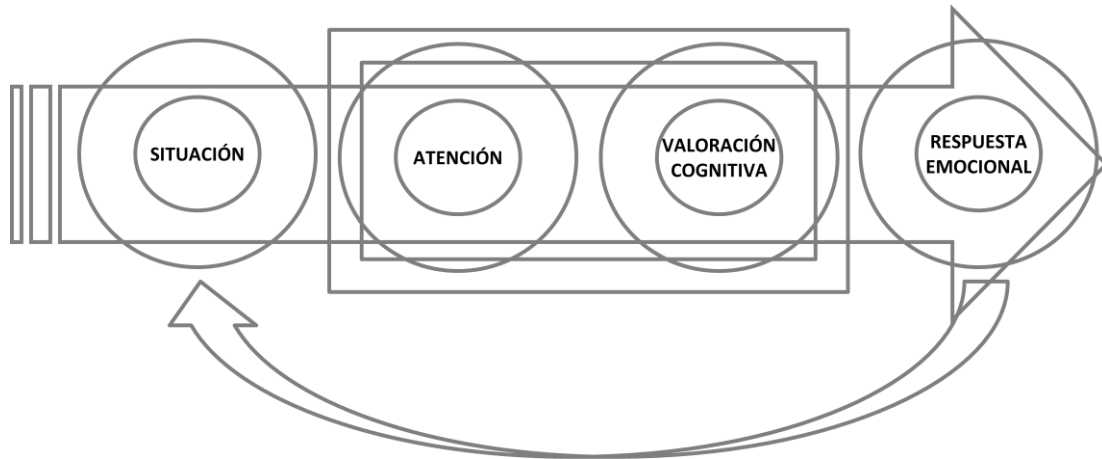 SITUACIÓN
ATENCIÓN
VALORACIÓN
COGNITIVA
RESPUESTA
EMOCIONAL